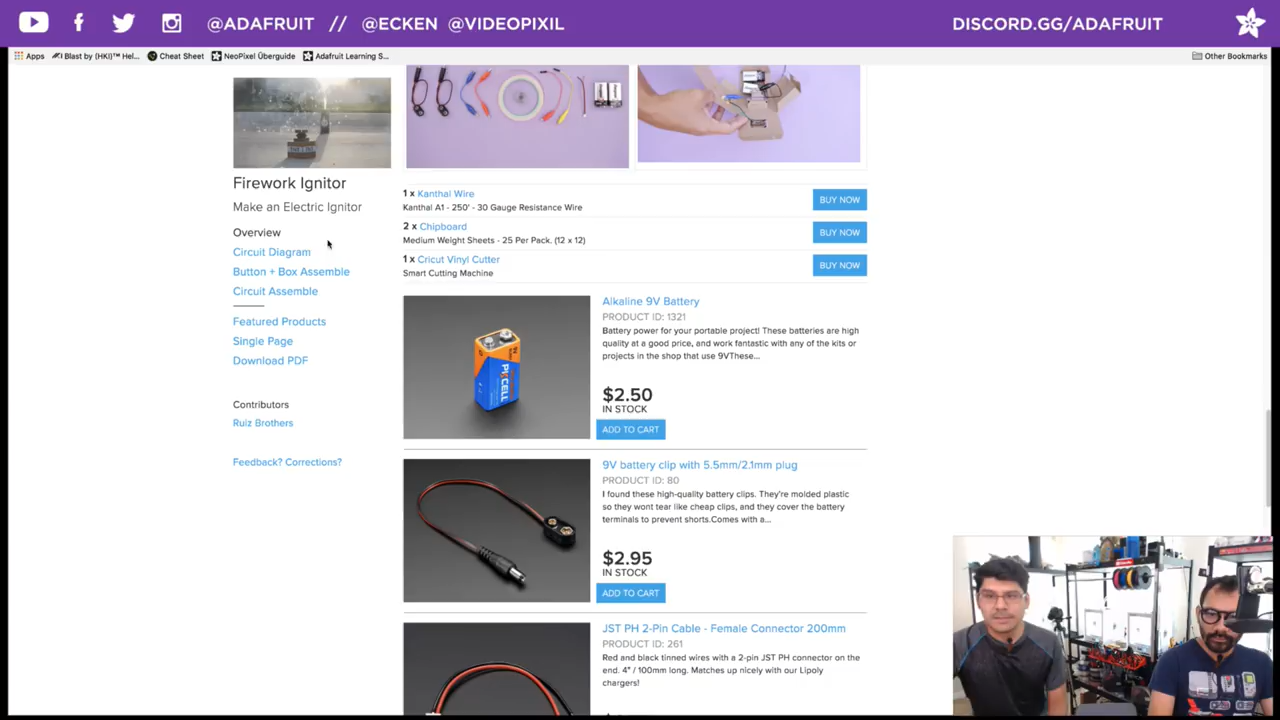 @ADAFRUIT // @ECKEN @VIDEOPIXIL
DISCORD.GG/ADAFRUIT
Apps
Blast by (HKI)™ Hel...
Cheat Sheet
NeoPixel Überguide
Adafruit Learning S...
Other Bookmarks
Firework Ignitor
Make an Electric Ignitor
Overview
Circuit Diagram
Button + Box Assemble
Circuit Assemble
Featured Products
Single Page
Download PDF
Contributors
Ruiz Brothers
Feedback? Corrections?
1 x Kanthal Wire
Kanthal A1 - 250' - 30 Gauge Resistance Wire
BUY NOW
2 x Chipboard
Medium Weight Sheets - 25 Per Pack. (12 x 12)
BUY NOW
1 x Cricut Vinyl Cutter
Smart Cutting Machine
BUY NOW
PKCELL
Alkaline 9V Battery
PRODUCT ID: 1321
Battery power for your portable project! These batteries are high
quality at a good price, and work fantastic with any of the kits or
projects in the shop that use 9VThese...
$2.50
IN STOCK
ADD TO CART
9V battery clip with 5.5mm/2.1mm plug
PRODUCT ID: 80
I found these high-quality battery clips. They're molded plastic
so they wont tear like cheap clips, and they cover the battery
terminals to prevent shorts.Comes with a...
$2.95
IN STOCK
ADD TO CART
JST PH 2-Pin Cable - Female Connector 200mm
PRODUCT ID: 261
Red and black tinned wires with a 2-pin JST PH connector on the
end. 4" / 100mm long. Matches up nicely with our Lipoly
chargers!